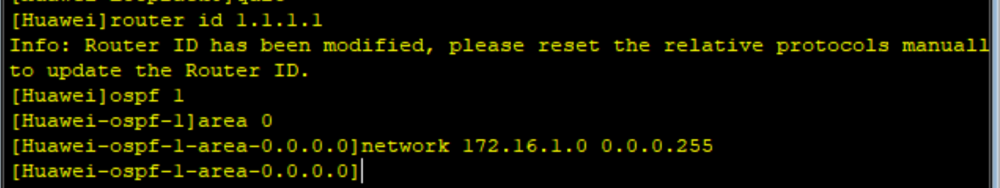 [Huawei]router id 1.1.1.1
Info: Router ID has been modified, please reset the relative protocols manuall
to update the Router ID.
[Huawei]ospf 1
[Huawei-ospf-1]area 0
[Huawei-ospf-1-area-0.0.0.0]network 172.16.1.0 0.0.0.255
[Huawei-ospf-1-area-0.0.0.0]